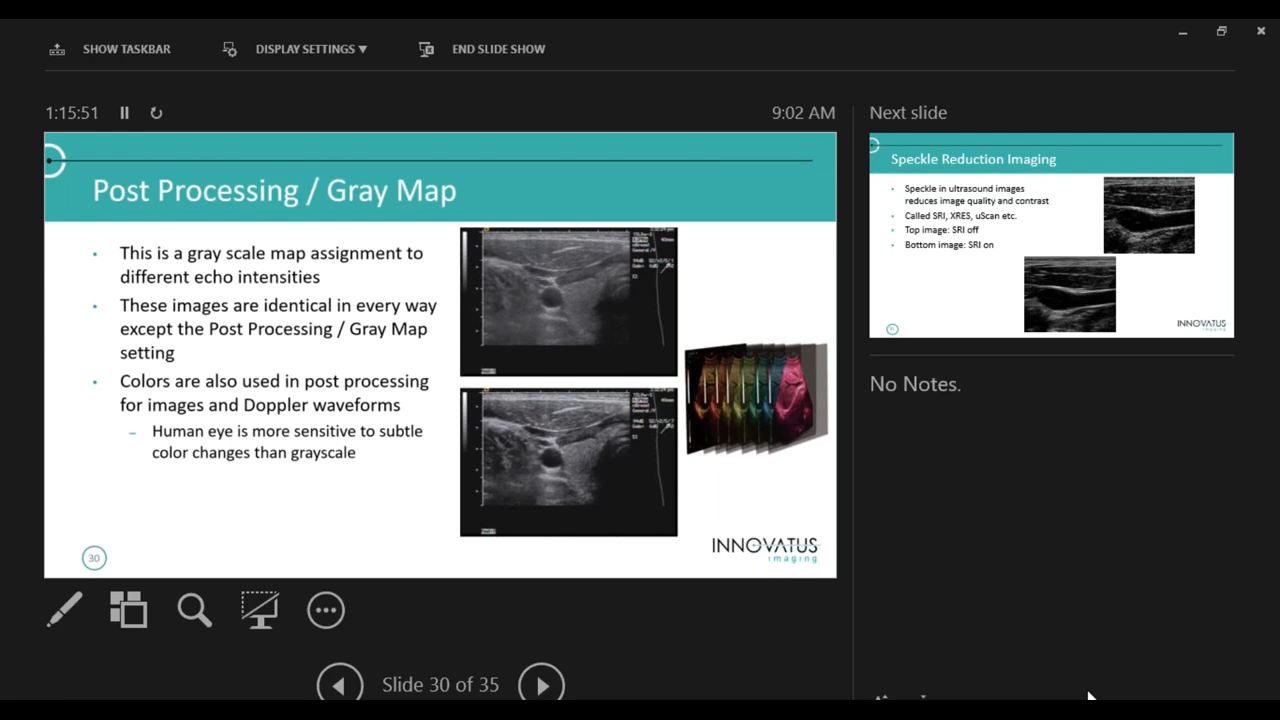 SHOW TASKBAR
DISPLAY SETTINGS ▼
END SLIDE SHOW
1:15:51
9:02 AM
Post Processing / Gray Map
• This is a gray scale map assignment to
different echo intensities
• These images are identical in every way
except the Post Processing / Gray Map
setting
• Colors are also used in post processing
for images and Doppler waveforms
– Human eye is more sensitive to subtle
color changes than grayscale
30
INNOVATUS
imaging
Slide 30 of 35
Next slide
Speckle Reduction Imaging
• Speckle in ultrasound images
reduces image quality and contrast
• Called SRI, XRES, uScan etc.
• Top image: SRI off
• Bottom image: SRI on
INNOVATUS
imaging
No Notes.